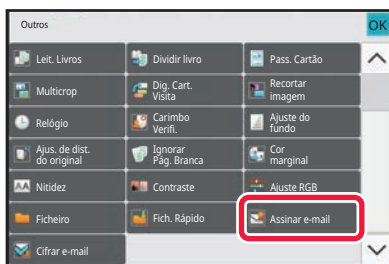 Outros
OK
Leit. Livros
Dividir livro
Pass. Cartão
Multicrop
Dig. Cart.
Visita
Recortar
imagem
Relógio
Carimbo
Verifi.
Ajuste do
fundo
Ajus. de dist.
do original
Ignorar
Pág. Branca
Cor
marginal
AA Nitidez
Contraste
Ajuste RGB
Ficheiro
Fich. Rápido
Assinar e-mail
Cifrar e-mail